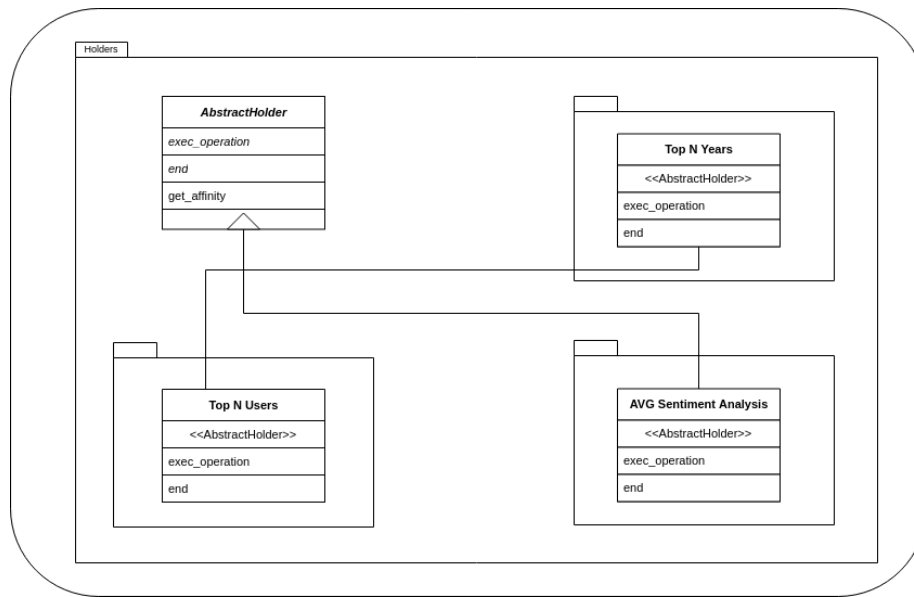 Holders
AbstractHolder
exec_operation
end
get_affinity
Top N Years
<<AbstractHolder>>
exec_operation
end
Top N Users
<<AbstractHolder>>
exec_operation
end
AVG Sentiment Analysis
<<AbstractHolder>>
exec_operation
end